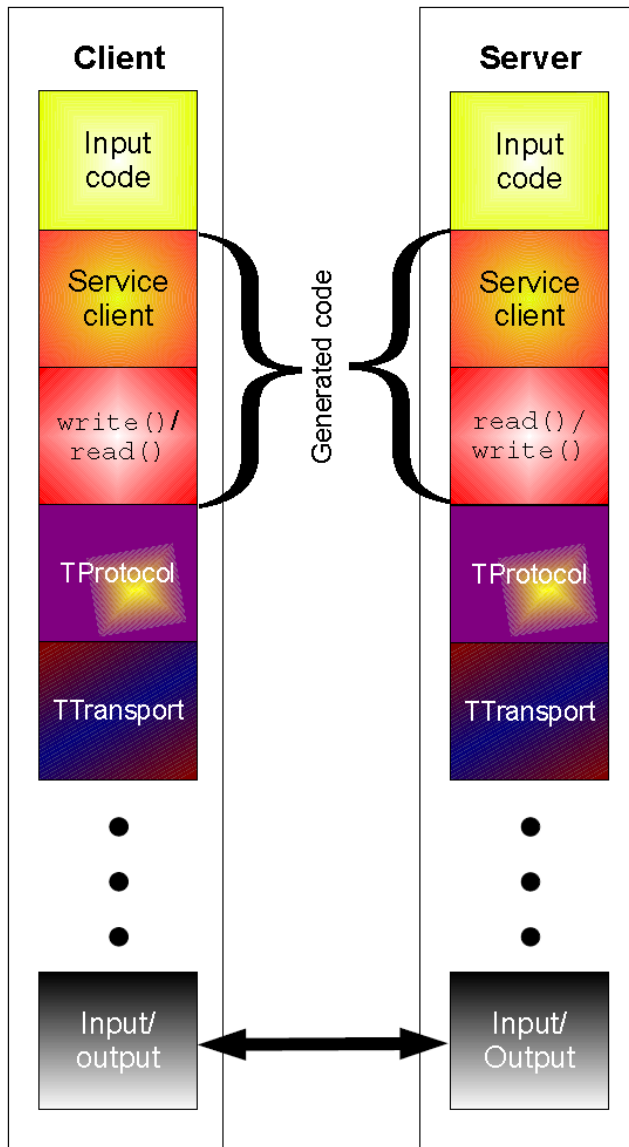 Client
Input
code
Service
client
write()/
read()
TProtocol
TTransport
Input/
output
Generated code
Server
Input
code
Service
client
read()/
write()
TProtocol
TTransport
Input/
Output